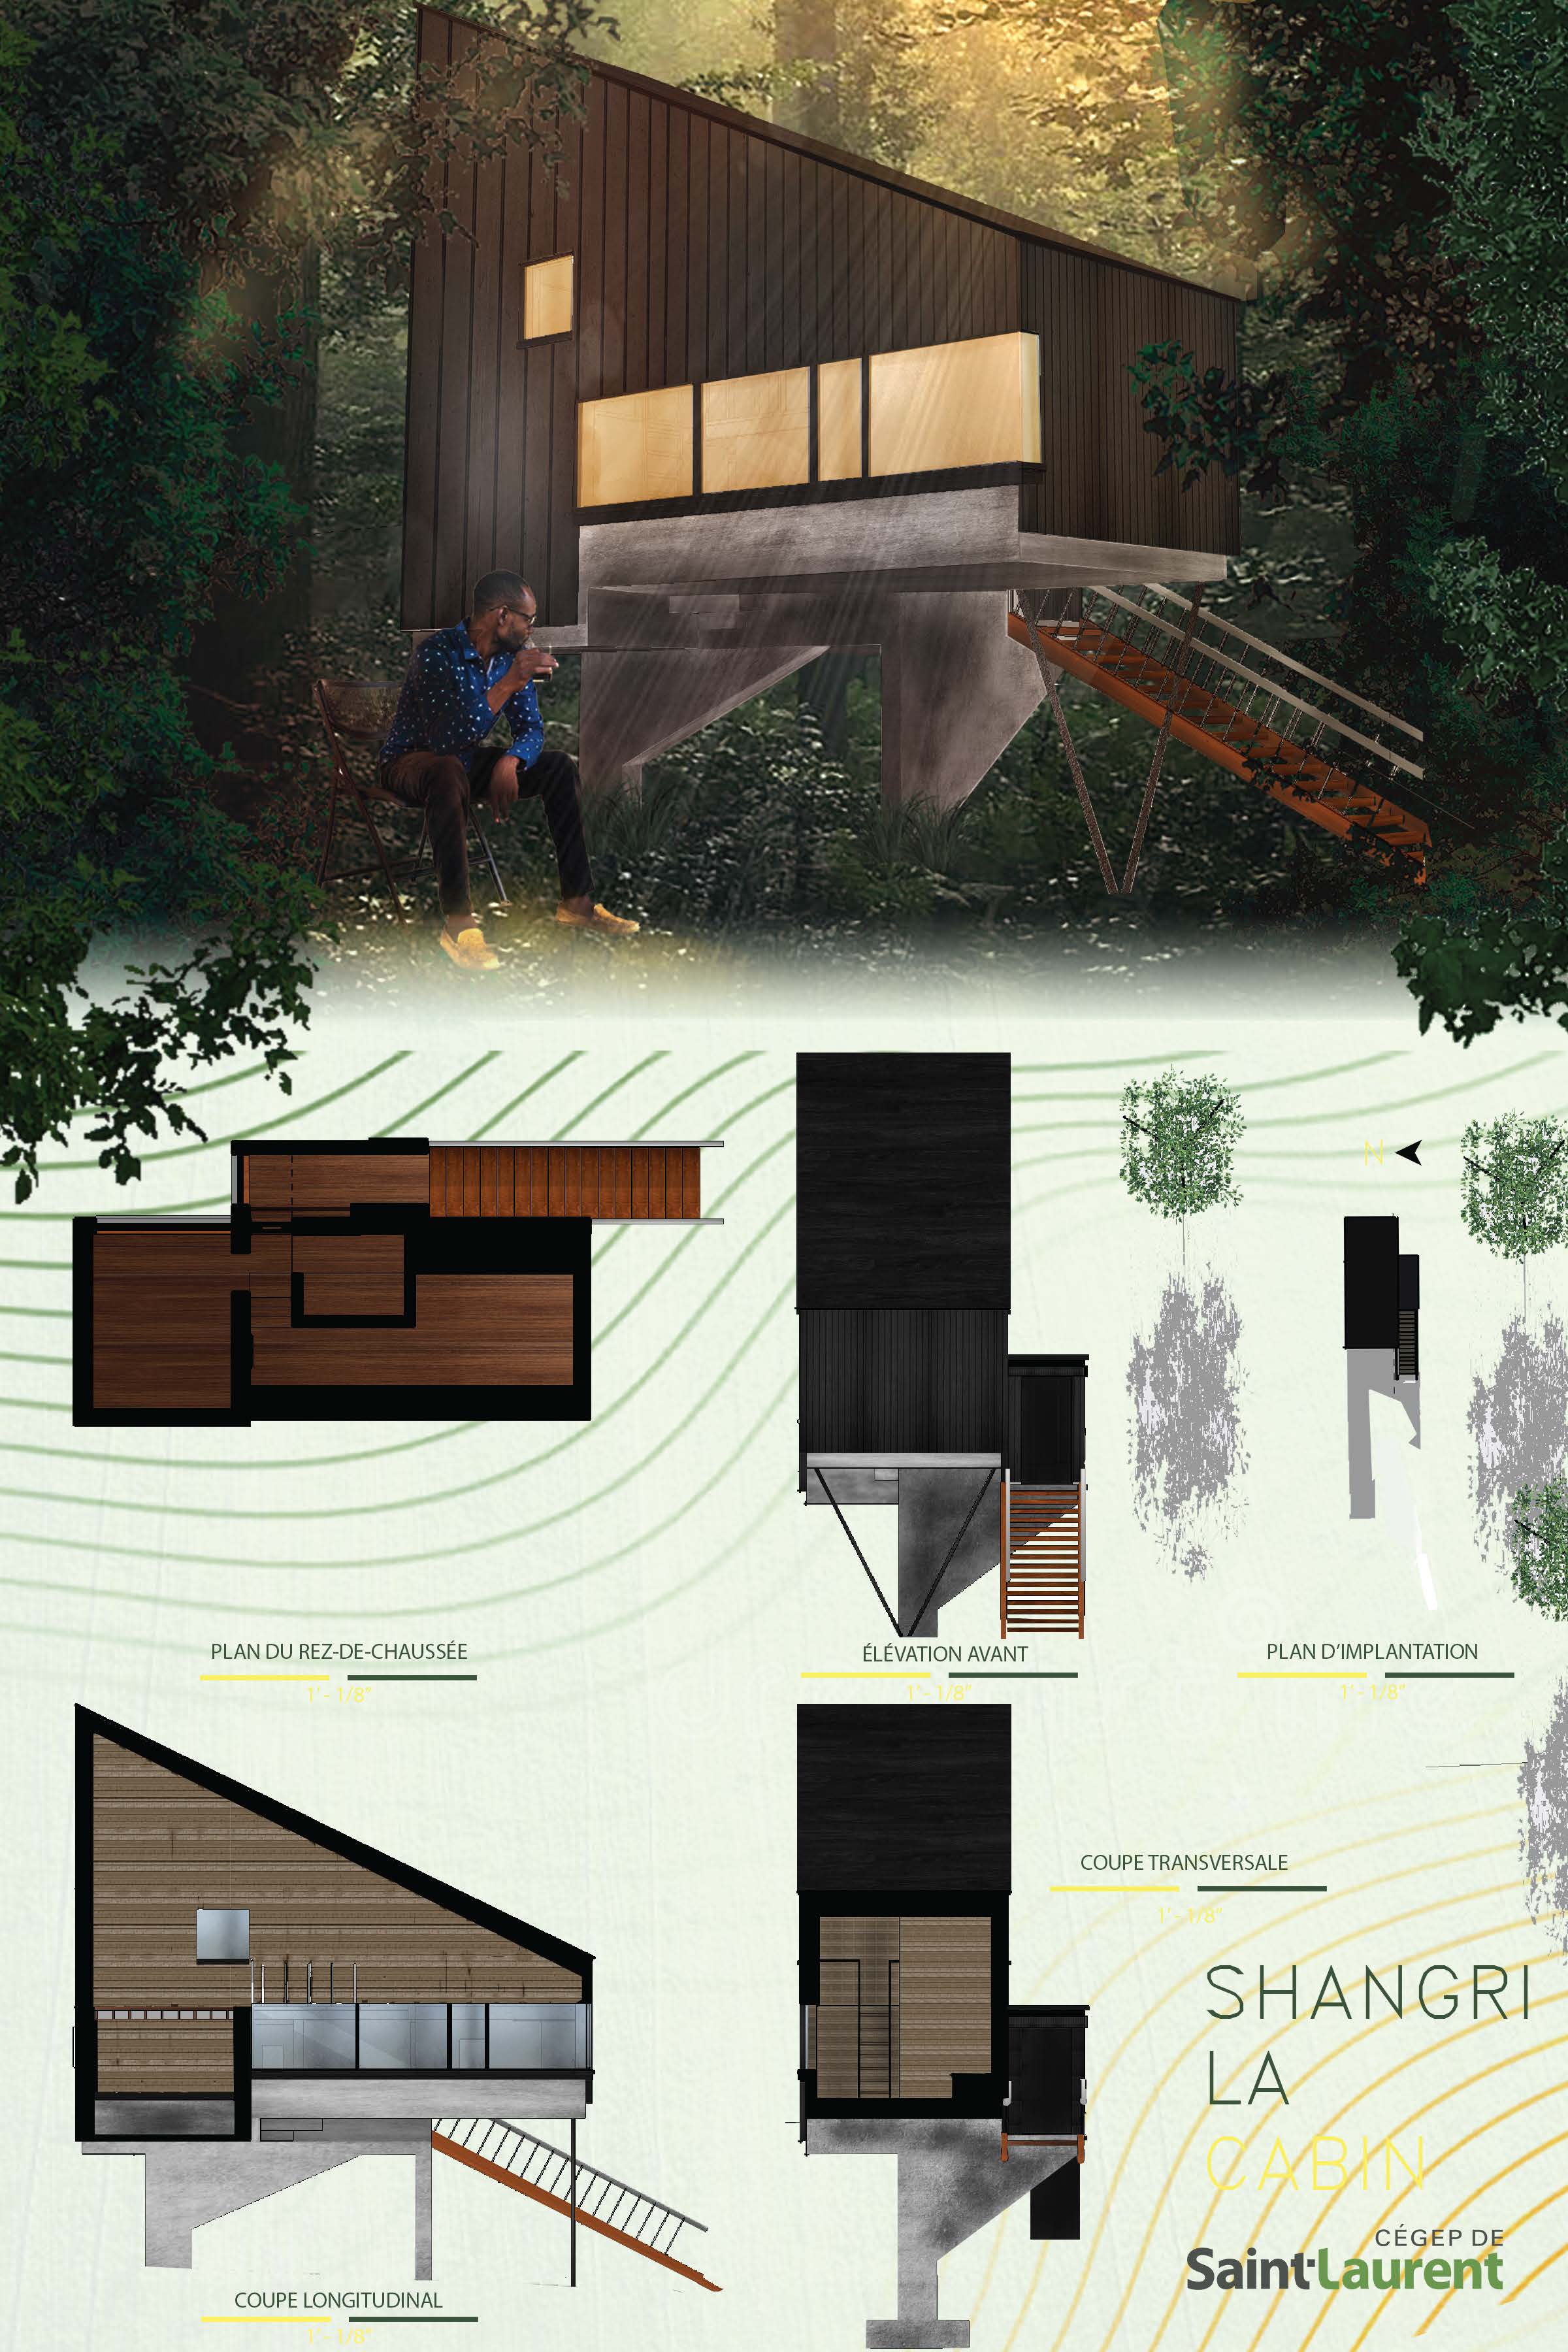 N
PLAN DU REZ-DE-CHAUSSÉE
1' - 1/8"
ÉLÉVATION AVANT
1' - 1/8"
PLAN D'IMPLANTATION
1' - 1/8"
COUPE TRANSVERSALE
1' - 1/8"
SHANGRI
LA
CABIN
CÉGEP DE
Saint-Laurent
COUPE LONGITUDINAL
1' - 1/8"